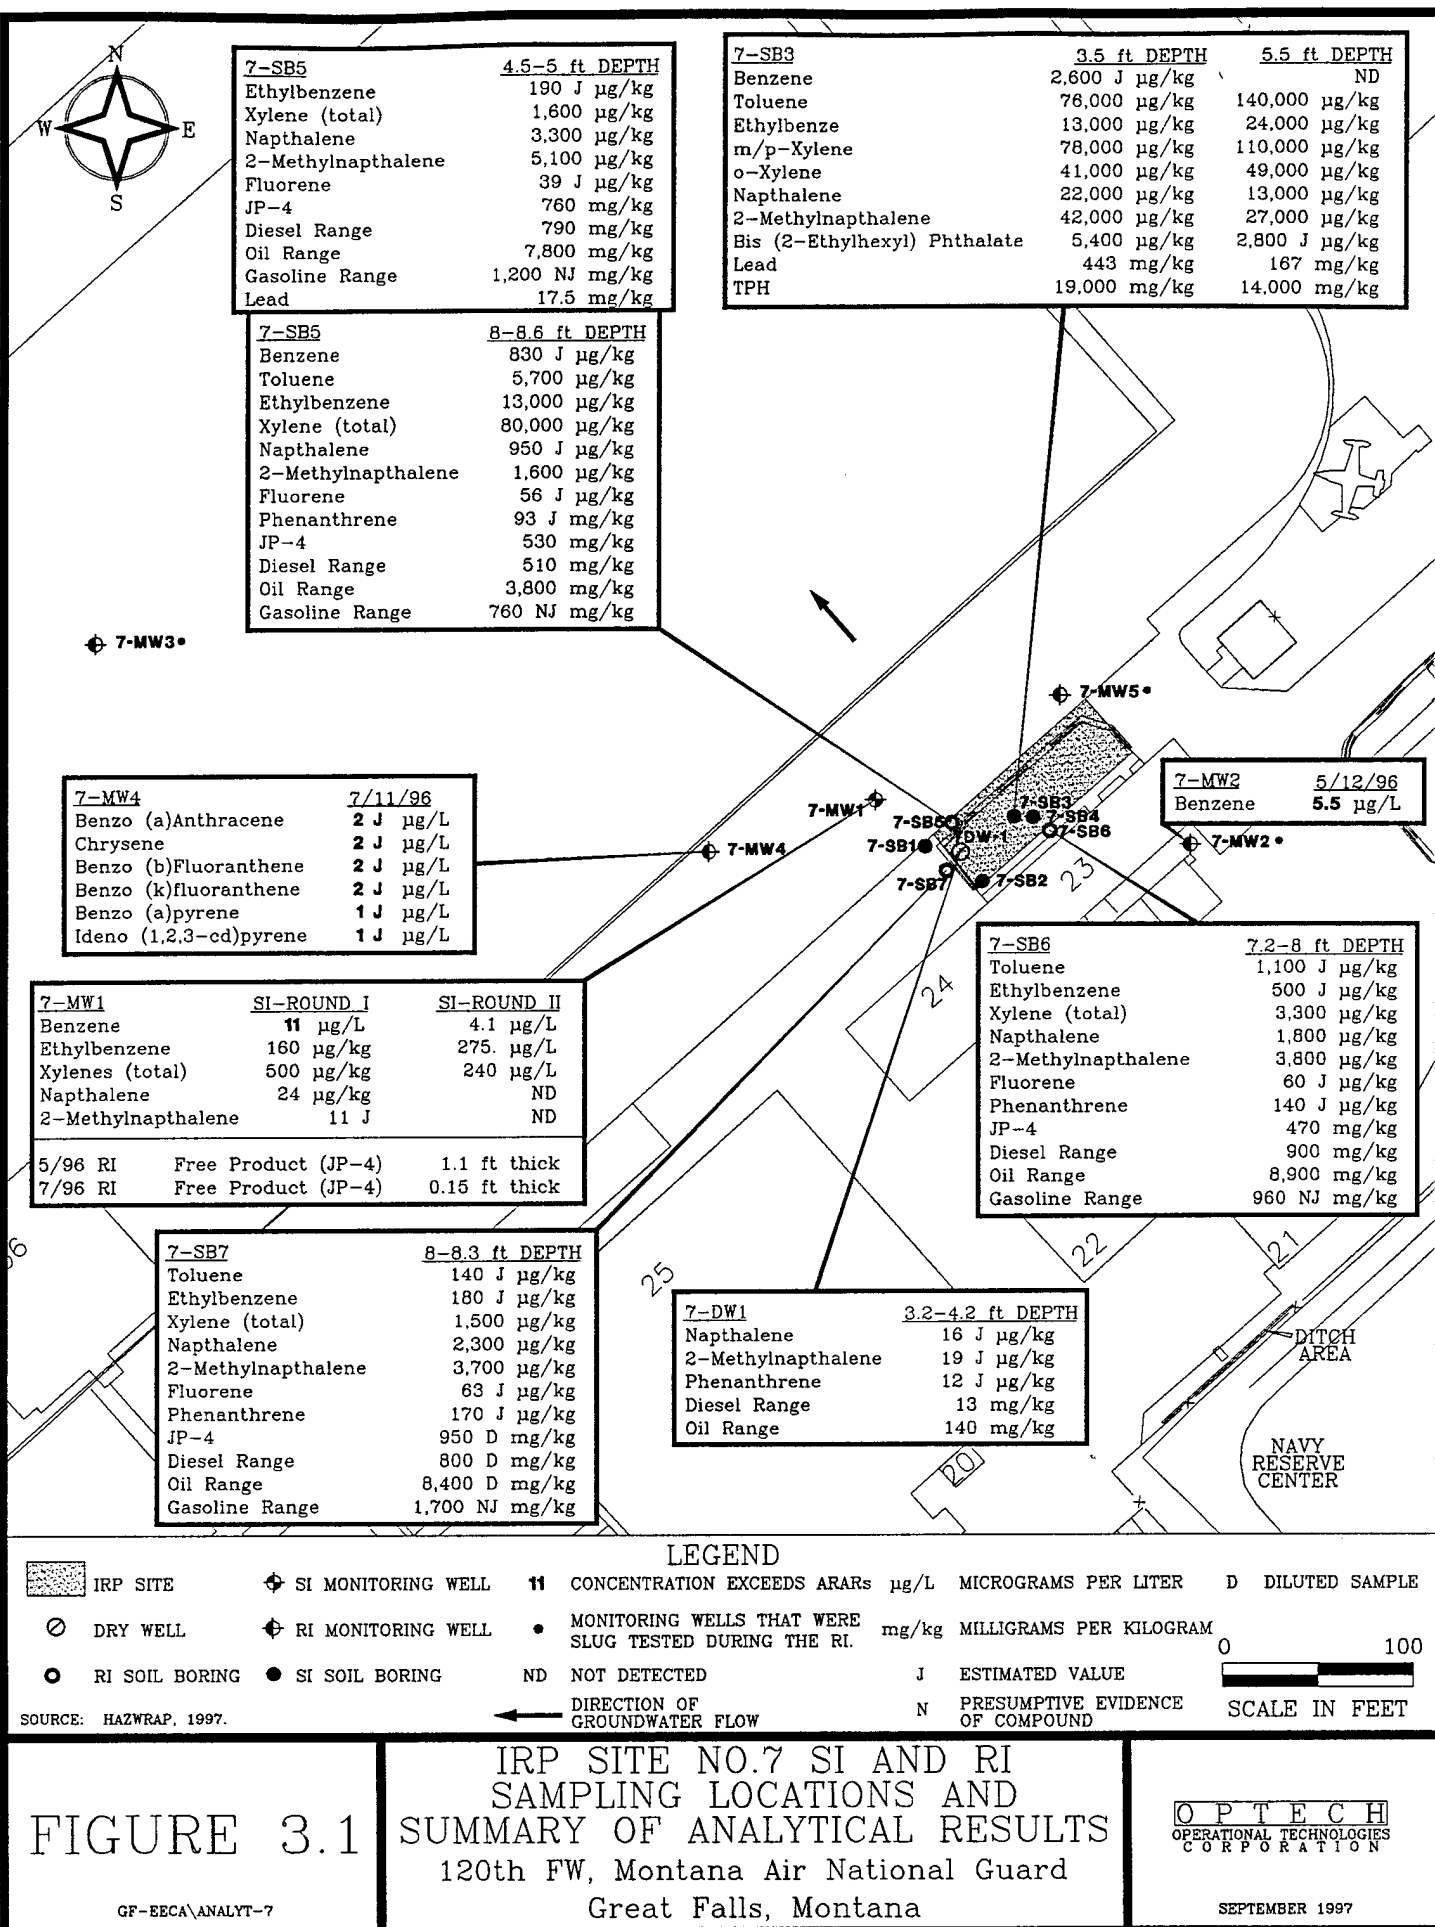 N
W E
S
7-SB5 4.5-5 ft DEPTH
Ethylbenzene 190 J µg/kg
Xylene (total) 1,600 µg/kg
Napthalene 3,300 µg/kg
2-Methylnapthalene 5,100 µg/kg
Fluorene 39 J µg/kg
JP-4 760 mg/kg
Diesel Range 790 mg/kg
Oil Range 7,800 mg/kg
Gasoline Range 1,200 NJ mg/kg
Lead 17.5 mg/kg
7-SB3 3.5 ft DEPTH 5.5 ft DEPTH
Benzene 2,600 J µg/kg ND
Toluene 76,000 µg/kg 140,000 µg/kg
Ethylbenze 13,000 µg/kg 24,000 µg/kg
m/p-Xylene 78,000 µg/kg 110,000 µg/kg
o-Xylene 41,000 µg/kg 49,000 µg/kg
Napthalene 22,000 µg/kg 13,000 µg/kg
2-Methylnapthalene 42,000 µg/kg 27,000 µg/kg
Bis (2-Ethylhexyl) Phthalate 5,400 µg/kg 2,800 J µg/kg
Lead 443 mg/kg 167 mg/kg
TPH 19,000 mg/kg 14,000 mg/kg
7-SB5 8-8.6 ft DEPTH
Benzene 830 J µg/kg
Toluene 5,700 µg/kg
Ethylbenzene 13,000 µg/kg
Xylene (total) 80,000 µg/kg
Napthalene 950 J µg/kg
2-Methylnapthalene 1,600 µg/kg
Fluorene 56 J µg/kg
Phenanthrene 93 J mg/kg
JP-4 530 mg/kg
Diesel Range 510 mg/kg
Oil Range 3,800 mg/kg
Gasoline Range 760 NJ mg/kg
7-MW3•
7-MW5•
7-MW2 5/12/96
Benzene 5.5 µg/L
7-MW4 7/11/96
Benzo (a)Anthracene 2 J µg/L
Chrysene 2 J µg/L
Benzo (b)Fluoranthene 2 J µg/L
Benzo (k)fluoranthene 2 J µg/L
Benzo (a)pyrene 1 J µg/L
Ideno (1,2,3-cd)pyrene 1 J µg/L
7-MW1
7-SB3
7-SB5
7-SB4
7-SB6
7DW-1
7-SB1
7-MW4
7-MW2•
7-SB7
7-SB2
23
24
7-MW1 SI-ROUND I SI-ROUND II
Benzene 11 µg/L 4.1 µg/L
Ethylbenzene 160 µg/kg 275. µg/L
Xylenes (total) 500 µg/kg 240 µg/L
Napthalene 24 µg/kg ND
2-Methylnapthalene 11 J ND
5/96 RI Free Product (JP-4) 1.1 ft thick
7/96 RI Free Product (JP-4) 0.15 ft thick
7-SB6 7.2-8 ft DEPTH
Toluene 1,100 J µg/kg
Ethylbenzene 500 J µg/kg
Xylene (total) 3,300 µg/kg
Napthalene 1,800 µg/kg
2-Methylnapthalene 3,800 µg/kg
Fluorene 60 J µg/kg
Phenanthrene 140 J µg/kg
JP-4 470 mg/kg
Diesel Range 900 mg/kg
Oil Range 8,900 mg/kg
Gasoline Range 960 NJ mg/kg
22
21
25
7-SB7 8-8.3 ft DEPTH
Toluene 140 J µg/kg
Ethylbenzene 180 J µg/kg
Xylene (total) 1,500 µg/kg
Napthalene 2,300 µg/kg
2-Methylnapthalene 3,700 µg/kg
Fluorene 63 J µg/kg
Phenanthrene 170 J µg/kg
JP-4 950 D mg/kg
Diesel Range 800 D mg/kg
Oil Range 8,400 D mg/kg
Gasoline Range 1,700 NJ mg/kg
7-DW1 3.2-4.2 ft DEPTH
Napthalene 16 J µg/kg
2-Methylnapthalene 19 J µg/kg
Phenanthrene 12 J µg/kg
Diesel Range 13 mg/kg
Oil Range 140 mg/kg
DITCH
AREA
20
NAVY
RESERVE
CENTER
LEGEND
IRP SITE
SI MONITORING WELL
11 CONCENTRATION EXCEEDS ARARs
µg/L MICROGRAMS PER LITER
D DILUTED SAMPLE
DRY WELL
RI MONITORING WELL
• MONITORING WELLS THAT WERE
SLUG TESTED DURING THE RI.
mg/kg MILLIGRAMS PER KILOGRAM
RI SOIL BORING
SI SOIL BORING
ND NOT DETECTED
J ESTIMATED VALUE
0 100
SCALE IN FEET
SOURCE: HAZWRAP, 1997.
DIRECTION OF
GROUNDWATER FLOW
N PRESUMPTIVE EVIDENCE
OF COMPOUND
FIGURE 3.1
GF-EECA\ANALYT-7
IRP SITE NO.7 SI AND RI
SAMPLING LOCATIONS AND
SUMMARY OF ANALYTICAL RESULTS
120th FW, Montana Air National Guard
Great Falls, Montana
OPTECH
OPERATIONAL TECHNOLOGIES
CORPORATION
SEPTEMBER 1997